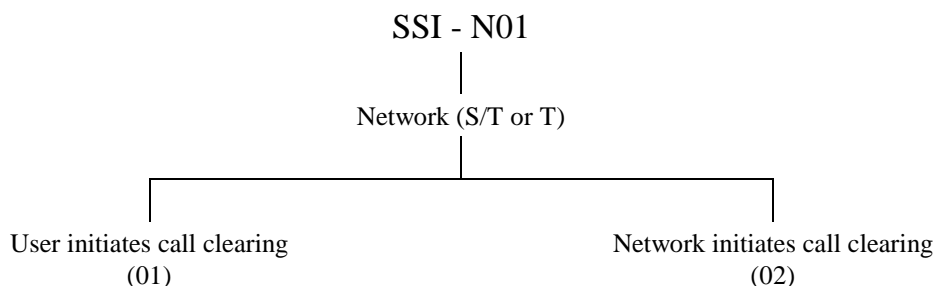 SSI - N01
Network (S/T or T)
User initiates call clearing
(01)
Network initiates call clearing
(02)